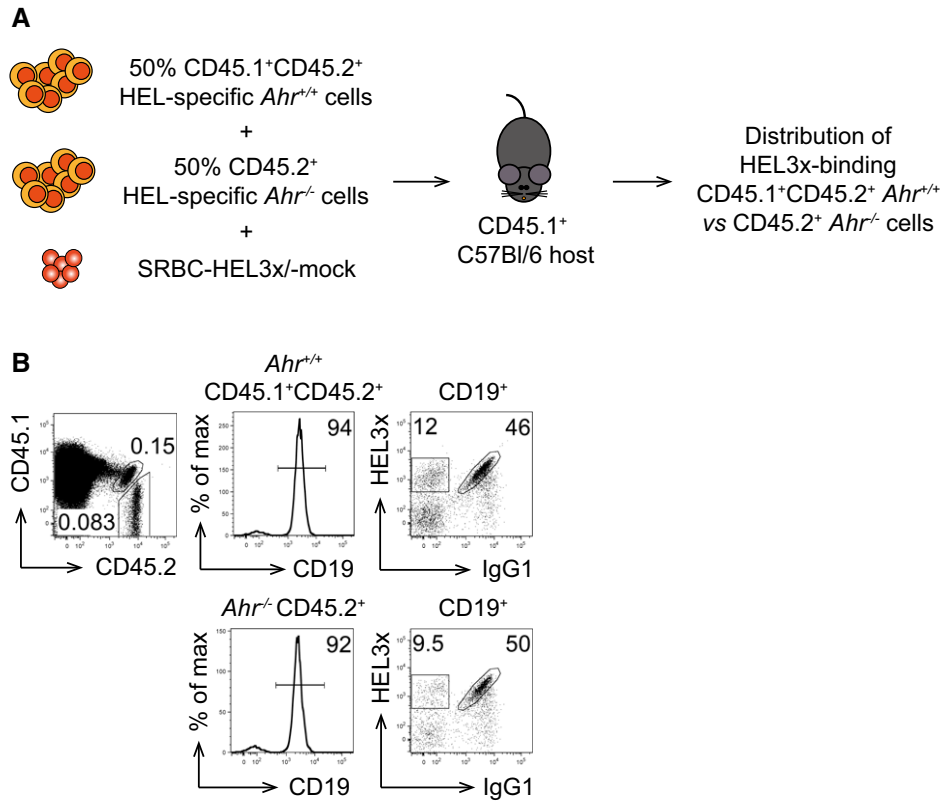 A
50% CD45.1⁺CD45.2⁺
HEL-specific Ahr⁺/⁺ cells
+
50% CD45.2⁺
HEL-specific Ahr⁻/⁻ cells
+
SRBC-HEL3x/-mock
CD45.1⁺
C57Bl/6 host
Distribution of
HEL3x-binding
CD45.1⁺CD45.2⁺ Ahr⁺/⁺
vs CD45.2⁺ Ahr⁻/⁻ cells
B
CD45.1
0.15
0.083
CD45.2
Ahr⁺/⁺
CD45.1⁺CD45.2⁺
% of max
94
CD19
CD19⁺
HEL3x
12
46
IgG1
Ahr⁻/⁻ CD45.2⁺
% of max
92
CD19
CD19⁺
HEL3x
9.5
50
IgG1